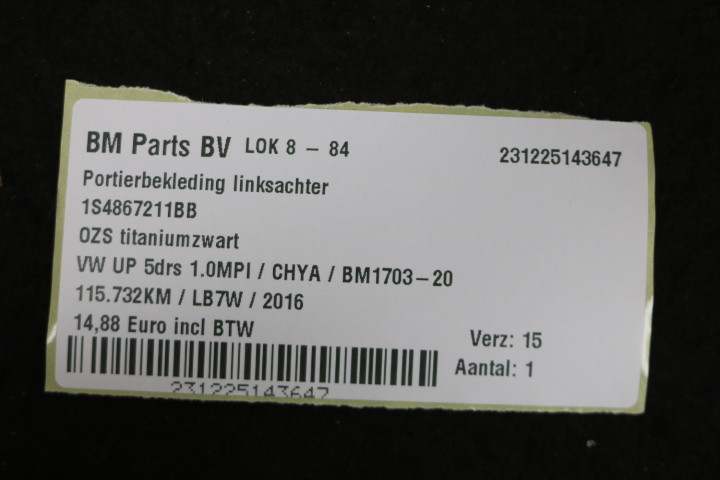 BM Parts BV LOK 8 – 84 231225143647
Portierbekleding linksachter
1S4867211BB
OZS titaniumzwart
VW UP 5drs 1.0MPI / CHYA / BM1703–20
115.732KM / LB7W / 2016
14,88 Euro incl BTW Verz: 15
Aantal: 1
231225143647